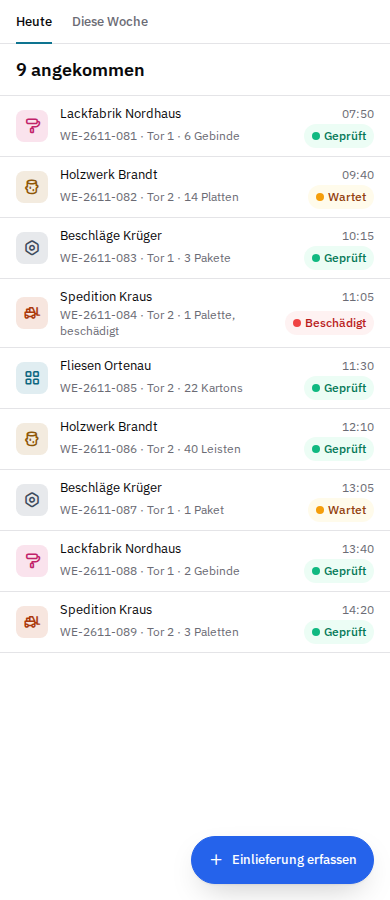 Heute
Diese Woche
9 angekommen
Lackfabrik Nordhaus
07:50
WE-2611-081 · Tor 1 · 6 Gebinde
Geprüft
Holzwerk Brandt
09:40
WE-2611-082 · Tor 2 · 14 Platten
Wartet
Beschläge Krüger
10:15
WE-2611-083 · Tor 1 · 3 Pakete
Geprüft
Spedition Kraus
11:05
WE-2611-084 · Tor 2 · 1 Palette,
beschädigt
Beschädigt
Fliesen Ortenau
11:30
WE-2611-085 · Tor 2 · 22 Kartons
Geprüft
Holzwerk Brandt
12:10
WE-2611-086 · Tor 2 · 40 Leisten
Geprüft
Beschläge Krüger
13:05
WE-2611-087 · Tor 1 · 1 Paket
Wartet
Lackfabrik Nordhaus
13:40
WE-2611-088 · Tor 1 · 2 Gebinde
Geprüft
Spedition Kraus
14:20
WE-2611-089 · Tor 2 · 3 Paletten
Geprüft
Einlieferung erfassen